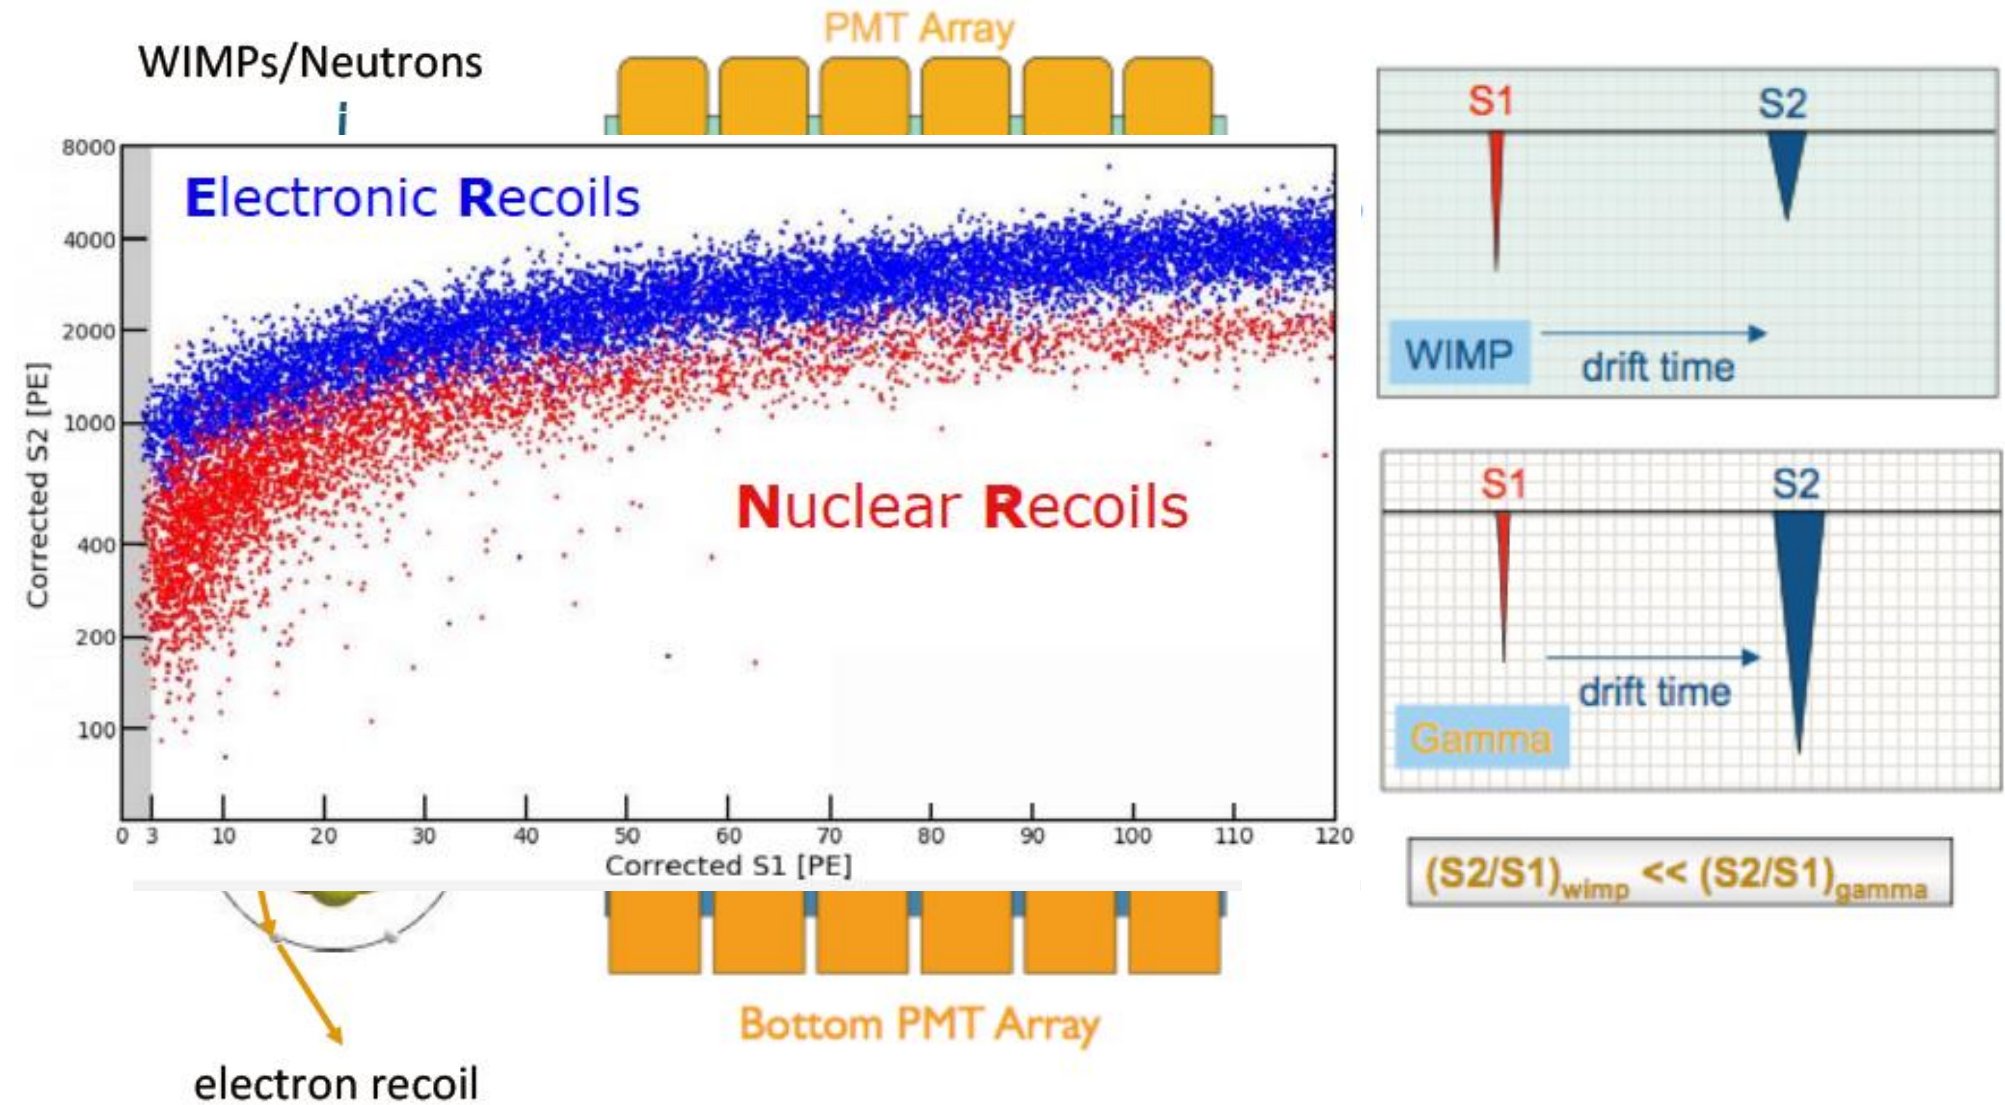 PMT Array
WIMPs/Neutrons
Electronic Recoils
Nuclear Recoils
Corrected S2 [PE]
8000
4000
2000
1000
400
200
100
0 3 10 20 30 40 50 60 70 80 90 100 110 120
Corrected S1 [PE]
S1 S2
WIMP
drift time
S1 S2
drift time
Gamma
(S2/S1)wimp << (S2/S1)gamma
Bottom PMT Array
electron recoil